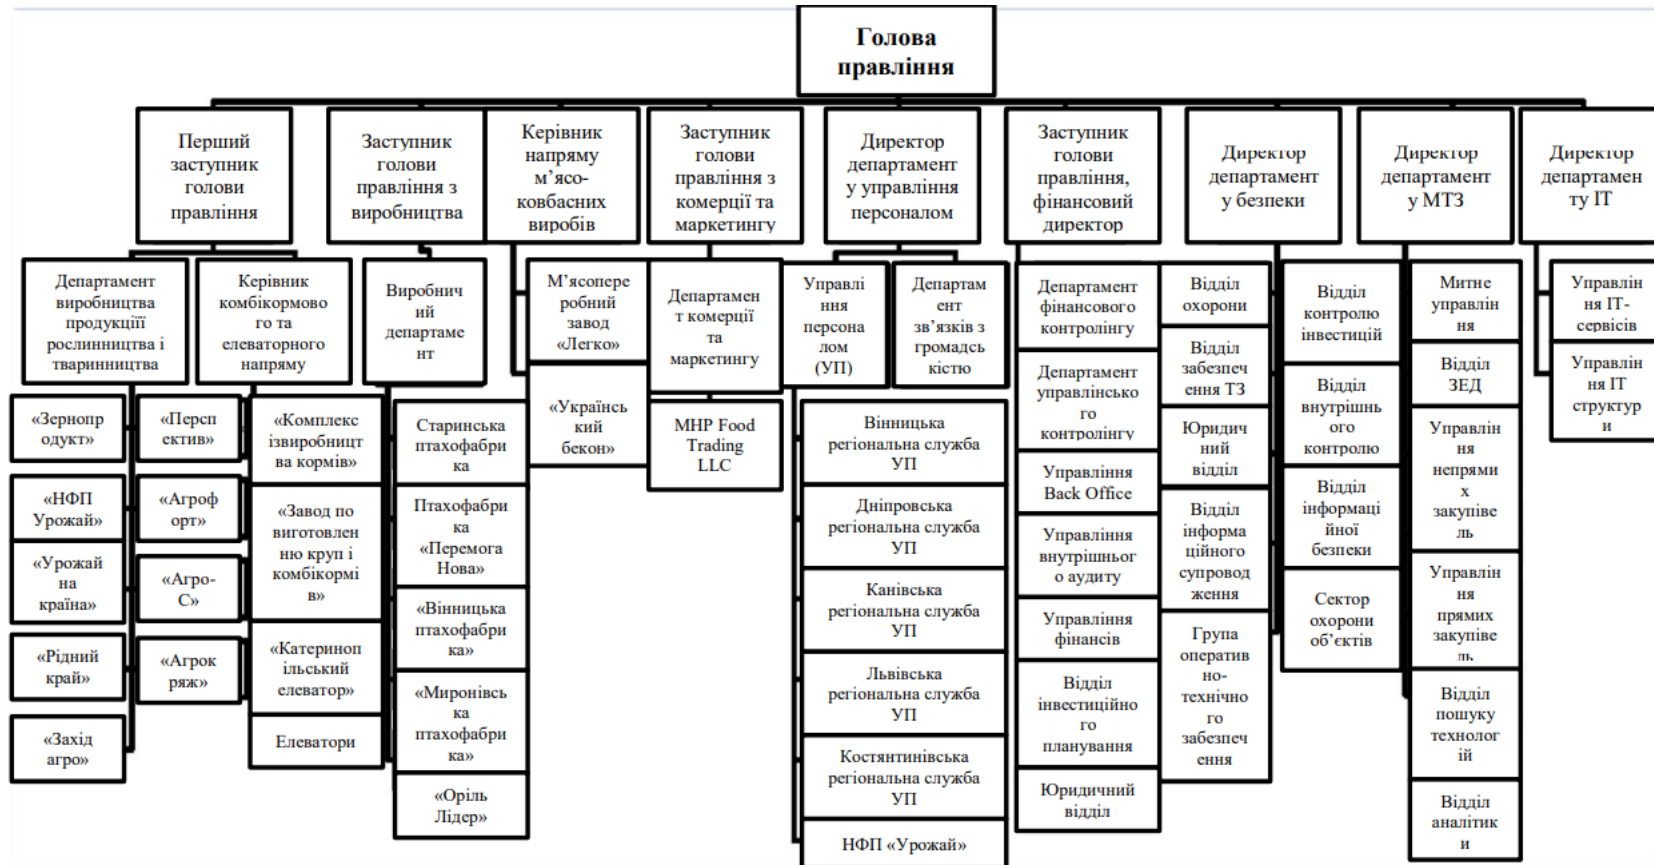 Голова
правління
Перший
заступник
голови
правління
Заступник
голови
правління з
виробництва
Керівник
напряму
м’ясо-
ковбасних
виробів
Заступник
голови
правління з
комерції та
маркетингу
Директор
департамент
у управління
персоналом
Заступник
голови
правління,
фінансовий
директор
Директор
департамент
у безпеки
Директор
департамент
у МТЗ
Директор
департамен
ту ІТ
Департамент
виробництва
продукціїї
рослинництва і
тваринництва
Керівник
комбікормово
го та
елеваторного
напряму
Виробнич
ий
департаме
нт
М’ясопере
робний
завод
«Легко»
«Українсь
кий
бекон»
Департамен
т комерції
та
маркетингу
MHP Food
Trading
LLC
Управлі
ння
персона
лом
(УП)
Департам
ент
зв’язків з
громадсь
кістю
Департамент
фінансового
контролінгу
Департамент
управлінсько
го
контролінгу
Управління
Back Office
Управління
внутрішньог
о аудиту
Управління
фінансів
Відділ
інвестиційно
го
планування
Юридичний
відділ
Відділ
охорони
Відділ
забезпеч
ення ТЗ
Юридич
ний
відділ
Відділ
інформа
ційного
супровод
ження
Група
оператив
но-
технічно
го
забезпеч
ення
Відділ
контролю
інвестицій
Відділ
внутрішнь
ого
контролю
Відділ
інформаці
йної
безпеки
Сектор
охорони
об’єктів
Митне
управлін
ня
Відділ
ЗЕД
Управлін
ня
непрями
х
закупіве
ль
Управлін
ня
прямих
закупіве
ль
Відділ
пошуку
технолог
ій
Відділ
аналітик
и
Управлін
ня ІТ-
сервісів
Управлін
ня ІТ
структур
и
«Зернопр
одукт»
«НФП
Урожай»
«Урожай
на
країна»
«Рідний
край»
«Захід
агро»
«Персп
ектив»
«Агроф
орт»
«Агро-
С»
«Агрок
ряж»
«Комплекс
ізвиробницт
ва кормів»
«Завод по
виготовлен
ню круп і
комбікормі
в»
«Катериноп
ільський
елеватор»
Елеватори
Старинська
птахофабри
ка
Птахофабри
ка
«Перемога
Нова»
«Вінницька
птахофабри
ка»
«Миронівсь
ка
птахофабри
ка»
«Оріль
Лідер»
Вінницька
регіональна служба
УП
Дніпровська
регіональна служба
УП
Канівська
регіональна служба
УП
Львівська
регіональна служба
УП
Костянтинівська
регіональна служба
УП
НФП «Урожай»